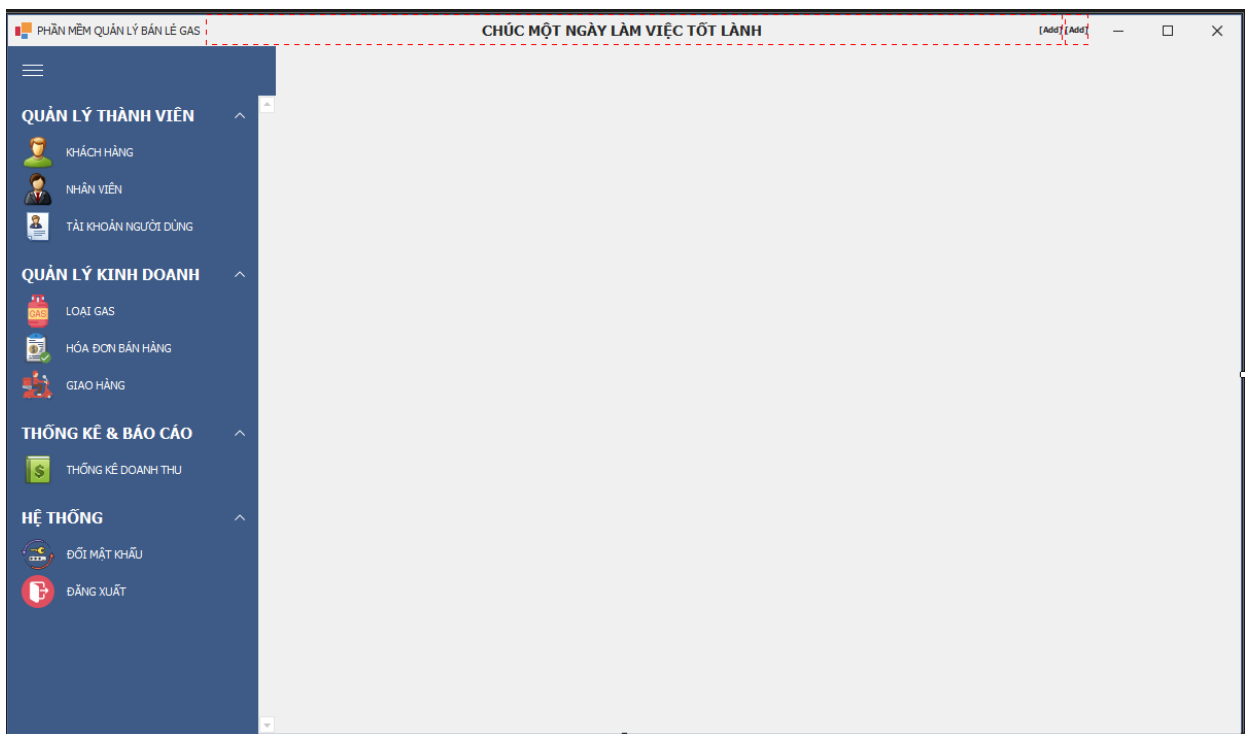 PHẦN MỀM QUẢN LÝ BÁN LẺ GAS CHÚC MỘT NGÀY LÀM VIỆC TỐT LÀNH [Add] [Add]
QUẢN LÝ THÀNH VIÊN
KHÁCH HÀNG
NHÂN VIÊN
TÀI KHOẢN NGƯỜI DÙNG
QUẢN LÝ KINH DOANH
GAS LOẠI GAS
HÓA ĐƠN BÁN HÀNG
GIAO HÀNG
THỐNG KÊ & BÁO CÁO
$ THỐNG KÊ DOANH THU
HỆ THỐNG
ĐỔI MẬT KHẨU
ĐĂNG XUẤT